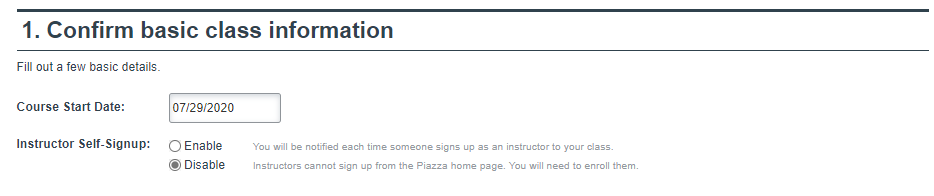 1. Confirm basic class information
Fill out a few basic details.
Course Start Date: 07/29/2020
Instructor Self-Signup: Enable You will be notified each time someone signs up as an instructor to your class.
Disable Instructors cannot sign up from the Piazza home page. You will need to enroll them.